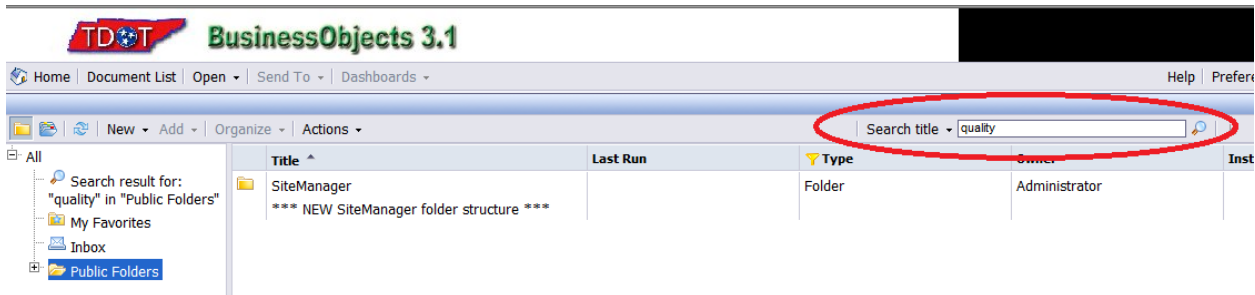 TDOT BusinessObjects 3.1
Home Document List Open Send To Dashboards Help Prefere
New Add Organize Actions Search title quality
All Title Last Run Type Owner Inst
Search result for:
"quality" in "Public Folders"
SiteManager Folder Administrator
*** NEW SiteManager folder structure ***
My Favorites
Inbox
Public Folders